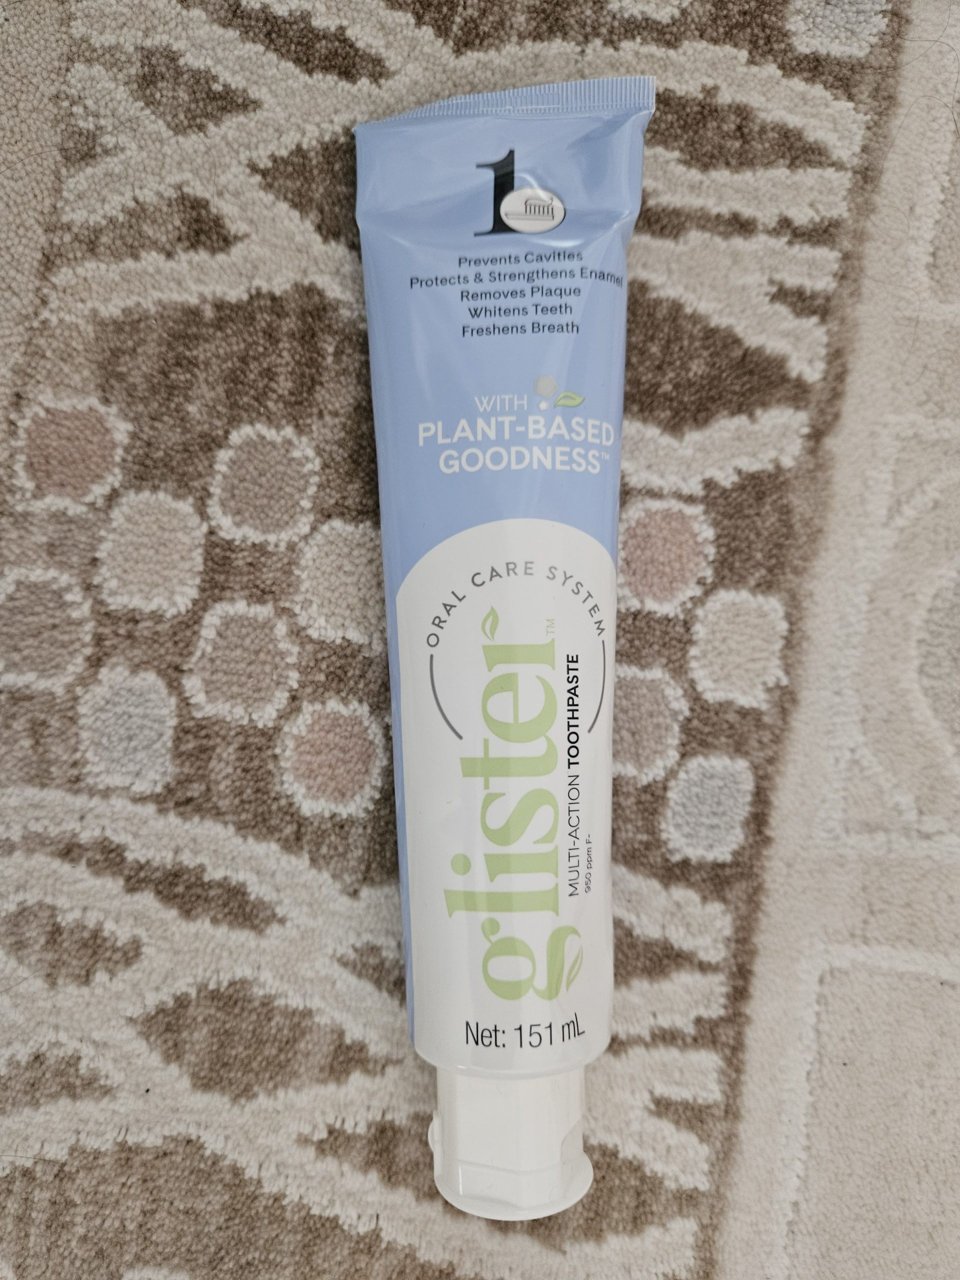 1
Prevents Cavities
Protects & Strengthens Enamel
Removes Plaque
Whitens Teeth
Freshens Breath
WITH
PLANT-BASED
GOODNESS™
ORAL CARE SYSTEM
glister™
MULTI-ACTION TOOTHPASTE
950 ppm F-
Net: 151 mL